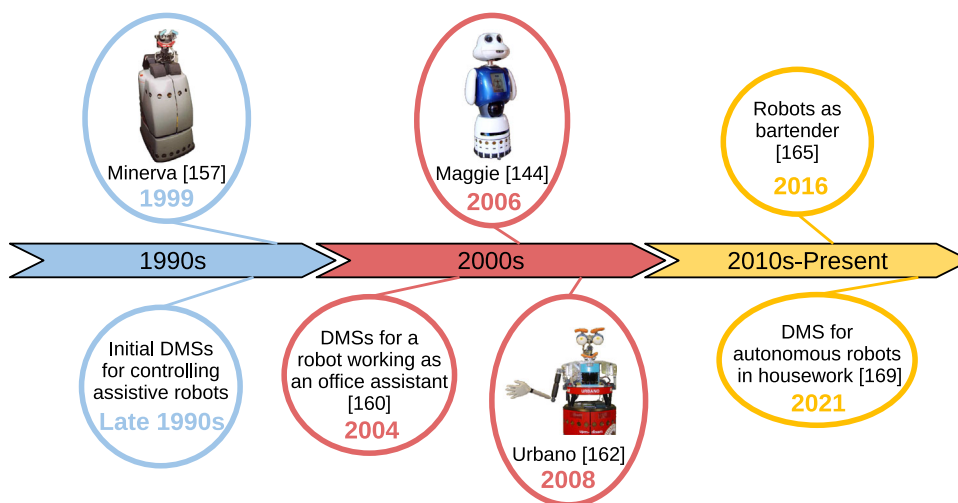 Minerva [157]
1999
Maggie [144]
2006
Robots as
bartender
[165]
2016
1990s
2000s
2010s-Present
Initial DMSs
for controlling
assistive robots
Late 1990s
DMSs for a
robot working as
an office assistant
[160]
2004
URBANO
Urbano [162]
2008
DMS for
autonomous robots
in housework [169]
2021